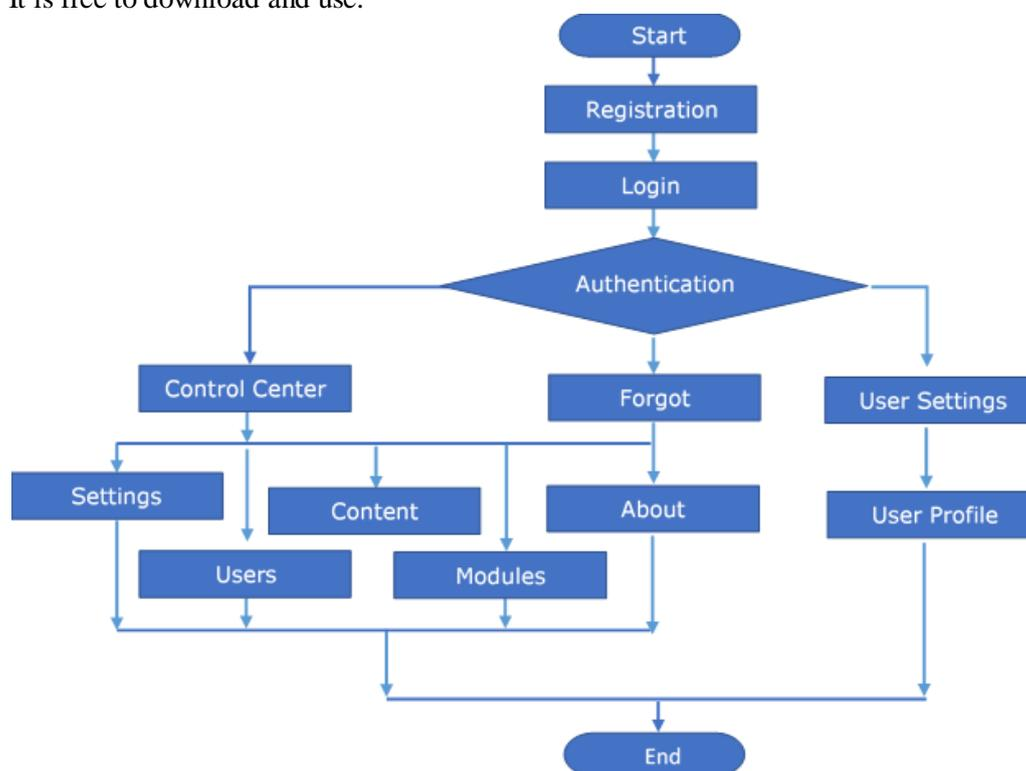 It is free to download and use.
Start
Registration
Login
Authentication
Control Center
Forgot
User Settings
Settings
Content
About
User Profile
Users
Modules
End